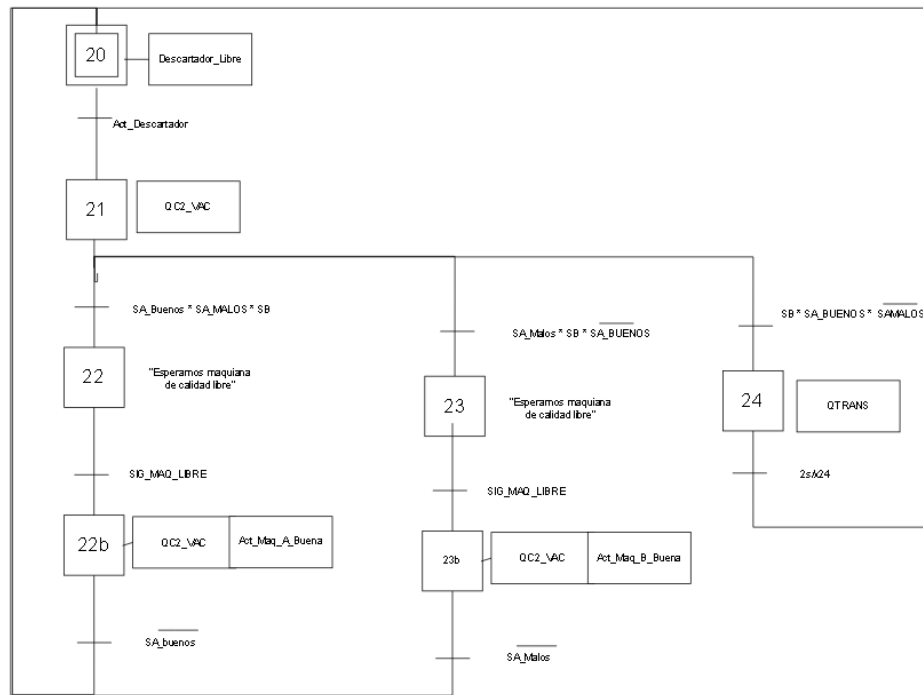 20
Descartador_Libre
Act_Descartador
21
QC2_VAC
SA_Buenos * SA_MALOS * SB
SA_Malos * SB * SA_BUENOS
SB * SA_BUENOS * SAMALOS
22
"Esperamos maquiana
de calidad libre"
23
"Esperamos maquiana
de calidad libre"
24
QTRANS
SIG_MAQ_LIBRE
SIG_MAQ_LIBRE
2s/x24
22b
QC2_VAC
Act_Maq_A_Buena
23b
QC2_VAC
Act_Maq_B_Buena
SA_buenos
SA_Malos